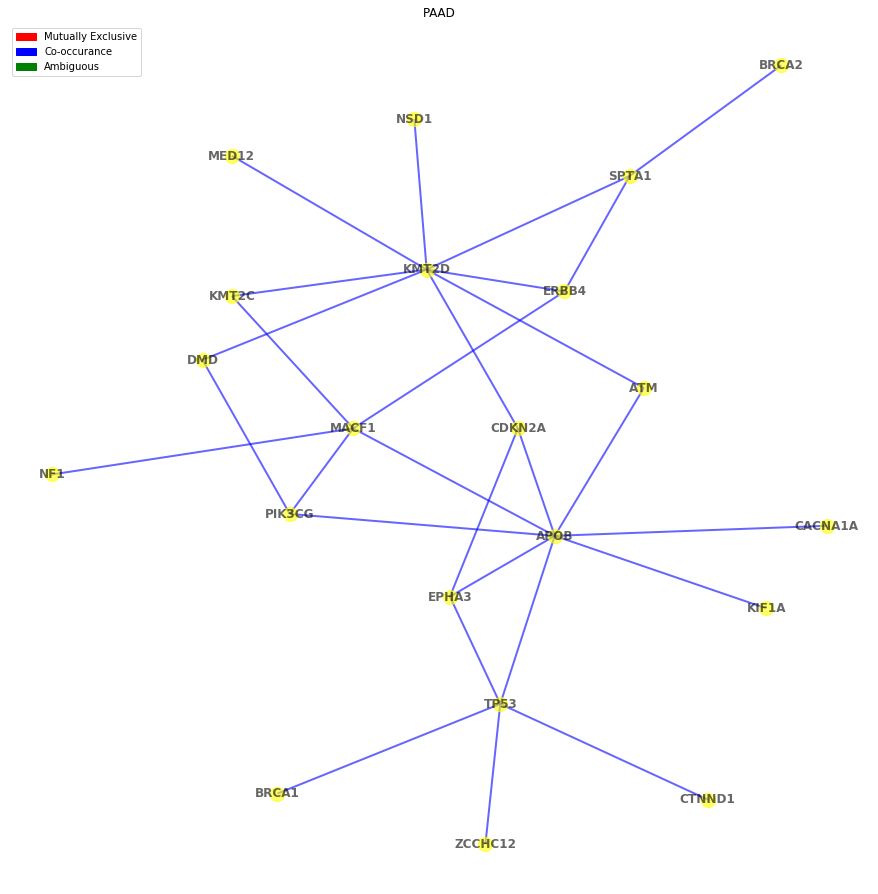 PAAD
Mutually Exclusive
Co-occurance
Ambiguous
BRCA2
NSD1
MED12
SPTA1
KMT2D
ERBB4
KMT2C
DMD
ATM
MACF1
CDKN2A
NF1
PIK3CG
CACNA1A
APOB
EPHA3
KIF1A
TP53
BRCA1
CTNND1
ZCCHC12